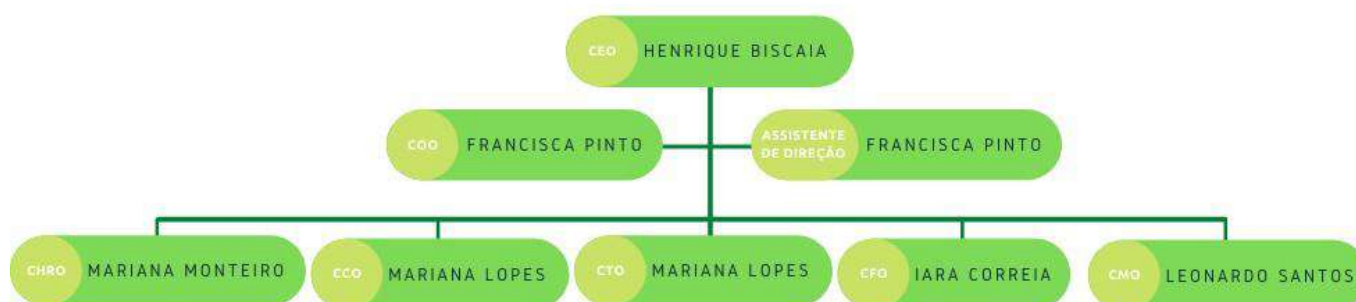 CEO HENRIQUE BISCAIA
COO FRANCISCA PINTO
ASSISTENTE
DE DIREÇÃO FRANCISCA PINTO
CHRO MARIANA MONTEIRO
CCO MARIANA LOPES
CTO MARIANA LOPES
CFO IARA CORREIA
CMO LEONARDO SANTOS